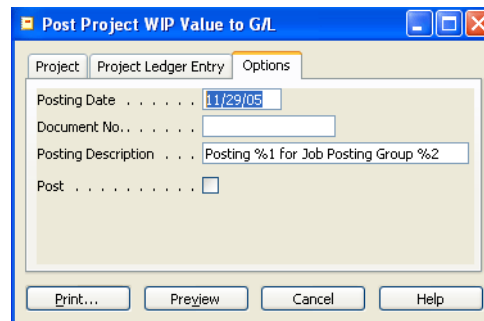 Post Project WIP Value to G/L
Project Project Ledger Entry Options
Posting Date . . . . . . 11/29/05
Document No. . . . . . .
Posting Description . . . Posting %1 for Job Posting Group %2
Post . . . . . . . . . .
Print... Preview Cancel Help